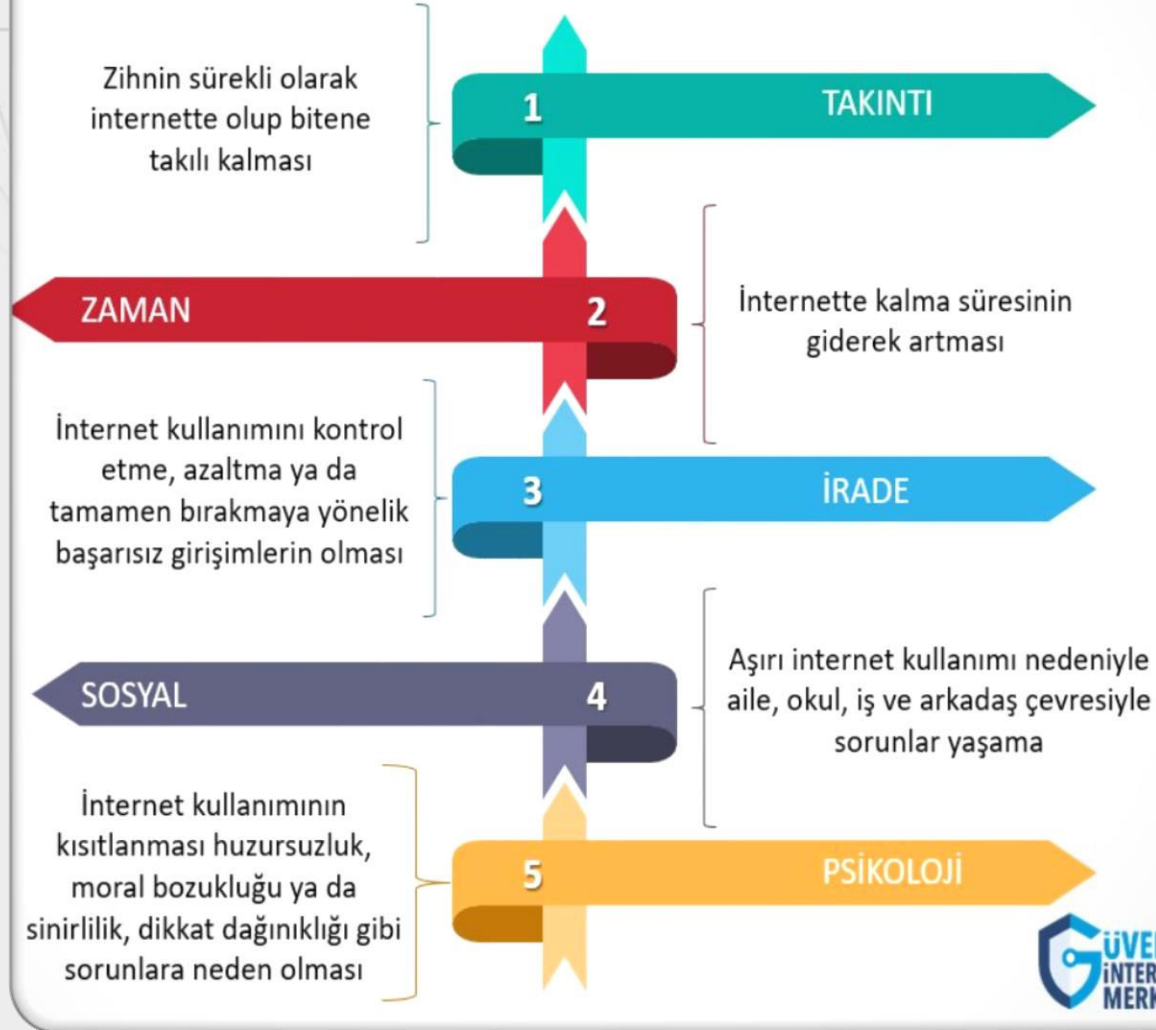 Zihnin sürekli olarak
internette olup bitene
takılı kalması
1
TAKINTI
ZAMAN
2
İnternette kalma süresinin
giderek artması
İnternet kullanımını kontrol
etme, azaltma ya da
tamamen bırakmaya yönelik
başarısız girişimlerin olması
3
İRADE
SOSYAL
4
Aşırı internet kullanımı nedeniyle
aile, okul, iş ve arkadaş çevresiyle
sorunlar yaşama
İnternet kullanımının
kısıtlanması huzursuzluk,
moral bozukluğu ya da
sinirlilik, dikkat dağınıklığı gibi
sorunlara neden olması
5
PSİKOLOJİ